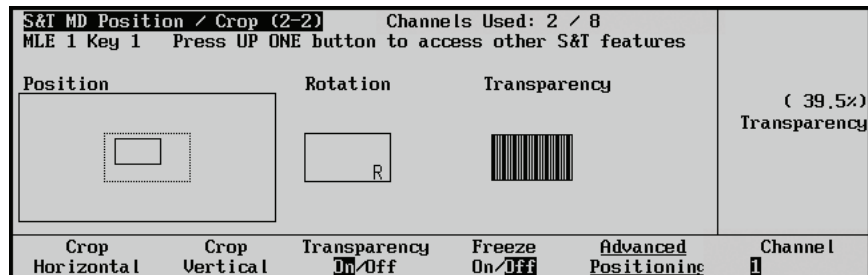 S&T MD Position / Crop (2-2) Channels Used: 2 / 8
MLE 1 Key 1 Press UP ONE button to access other S&T features
Position Rotation Transparency
( 39.5%)
Transparency
R
Crop Crop Transparency Freeze Advanced Channel
Horizontal Vertical On/Off On/Off Positioning 1